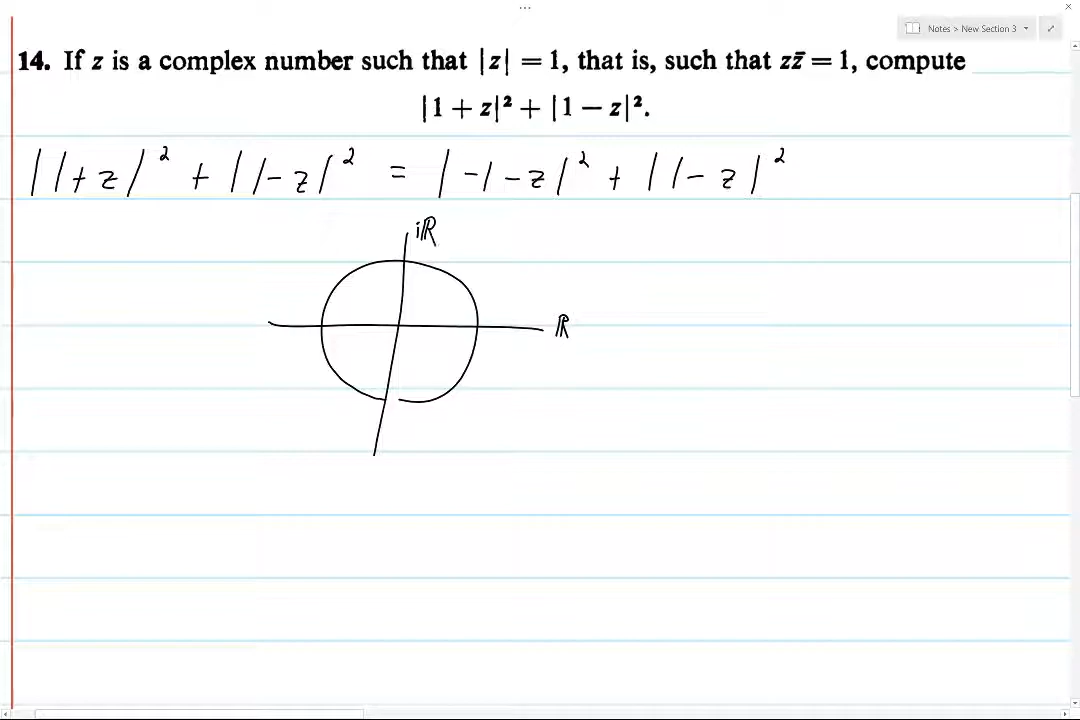 Notes > New Section 3
14. If z is a complex number such that |z| = 1, that is, such that zz̄ = 1, compute
|1 + z|² + |1 − z|².
|1+z|² + |1-z|² = |-1-z|² + |1-z|²
iℝ
ℝ